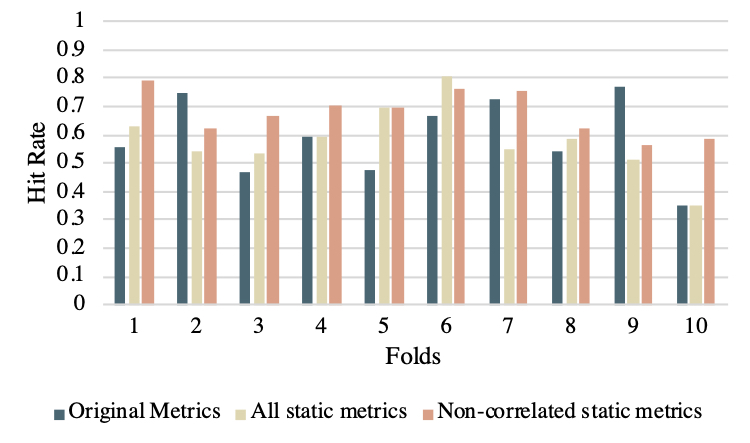 1
0.9
0.8
0.7
0.6
0.5
0.4
0.3
0.2
0.1
0
Hit Rate
1 2 3 4 5 6 7 8 9 10
Folds
Original Metrics All static metrics Non-correlated static metrics